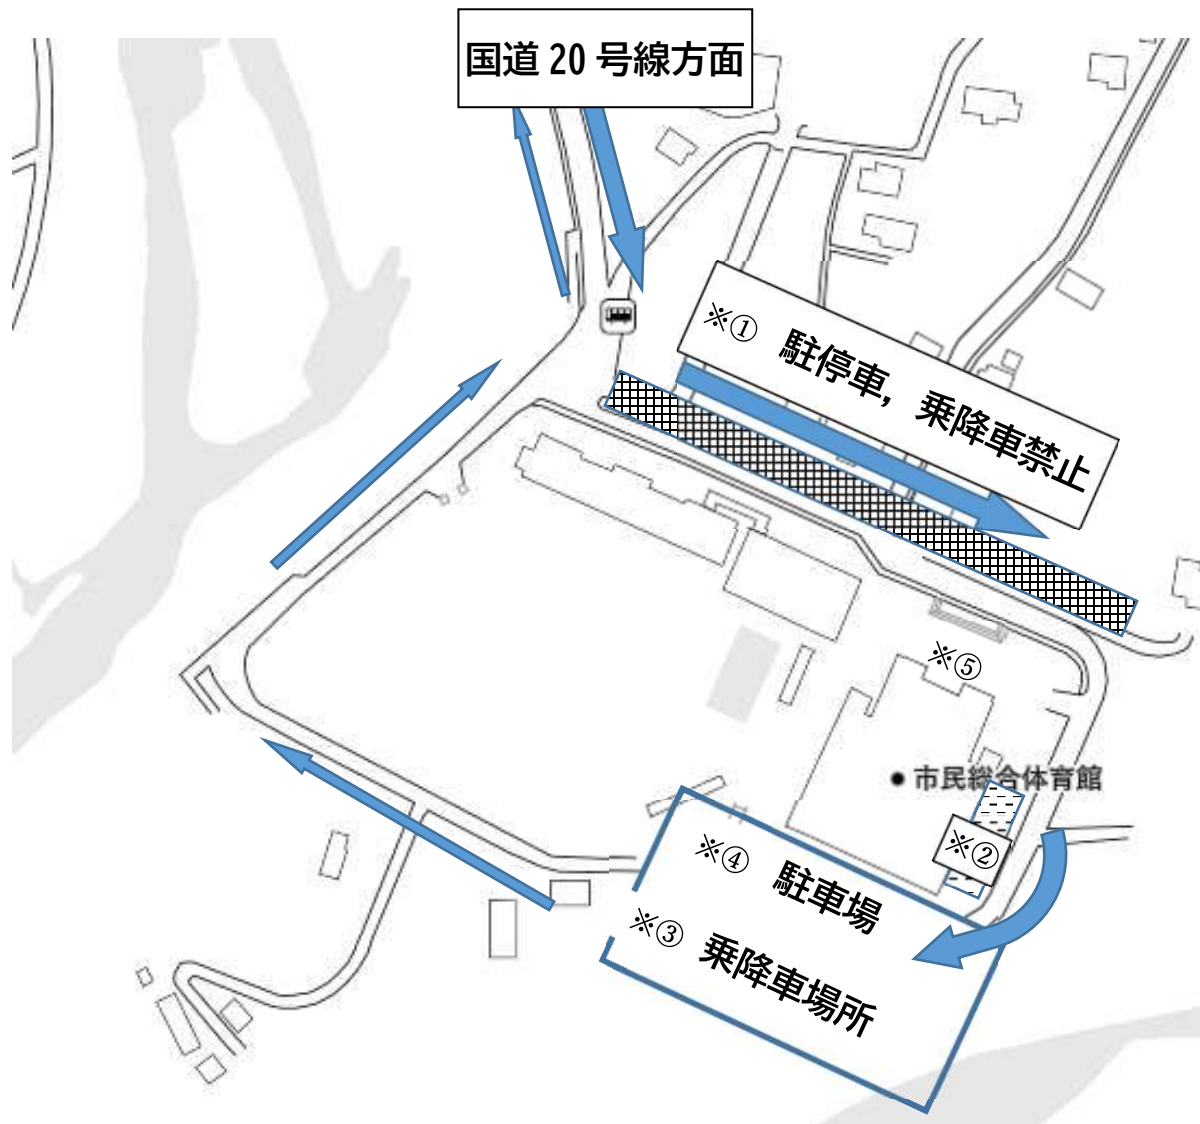 国道 20 号線方面
※① 駐停車，乗降車禁止
※⑤
● 市民総合体育館
※②
※④ 駐車場
※③ 乗降車場所